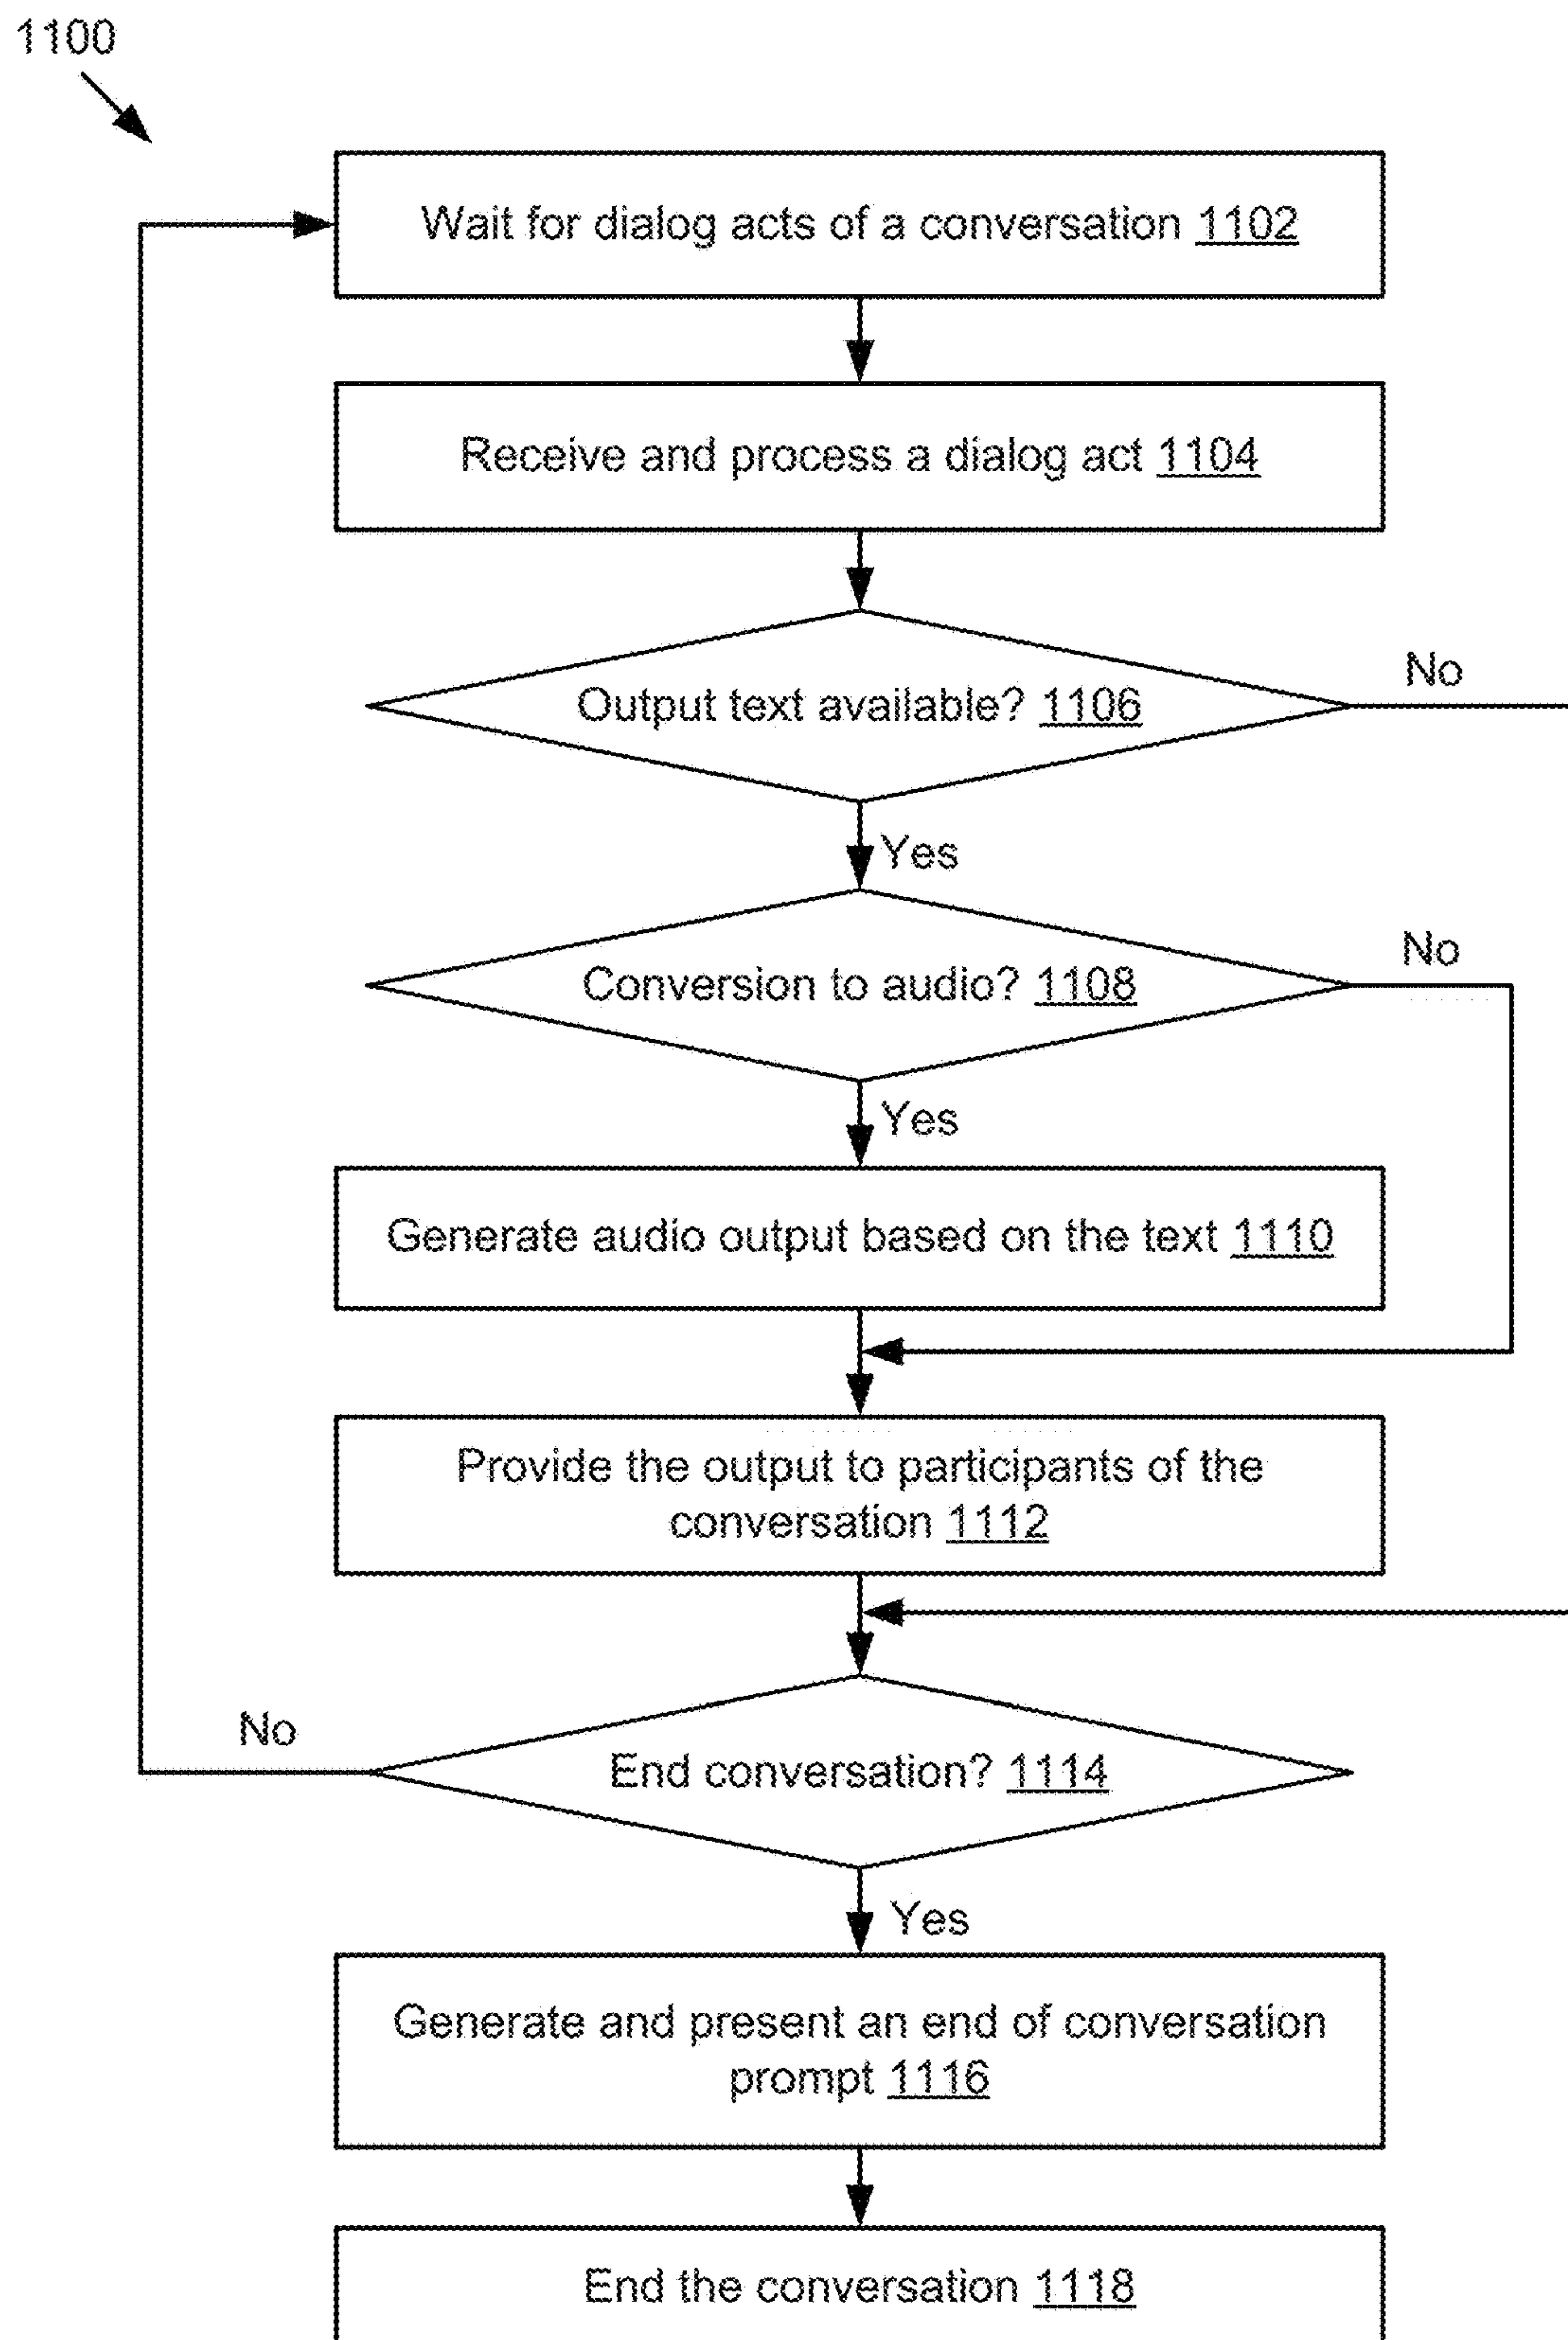 1100
Wait for dialog acts of a conversation 1102
Receive and process a dialog act 1104
Output text available? 1106
No
Yes
Conversion to audio? 1108
No
Yes
Generate audio output based on the text 1110
Provide the output to participants of the
conversation 1112
No
End conversation? 1114
Yes
Generate and present an end of conversation
prompt 1116
End the conversation 1118